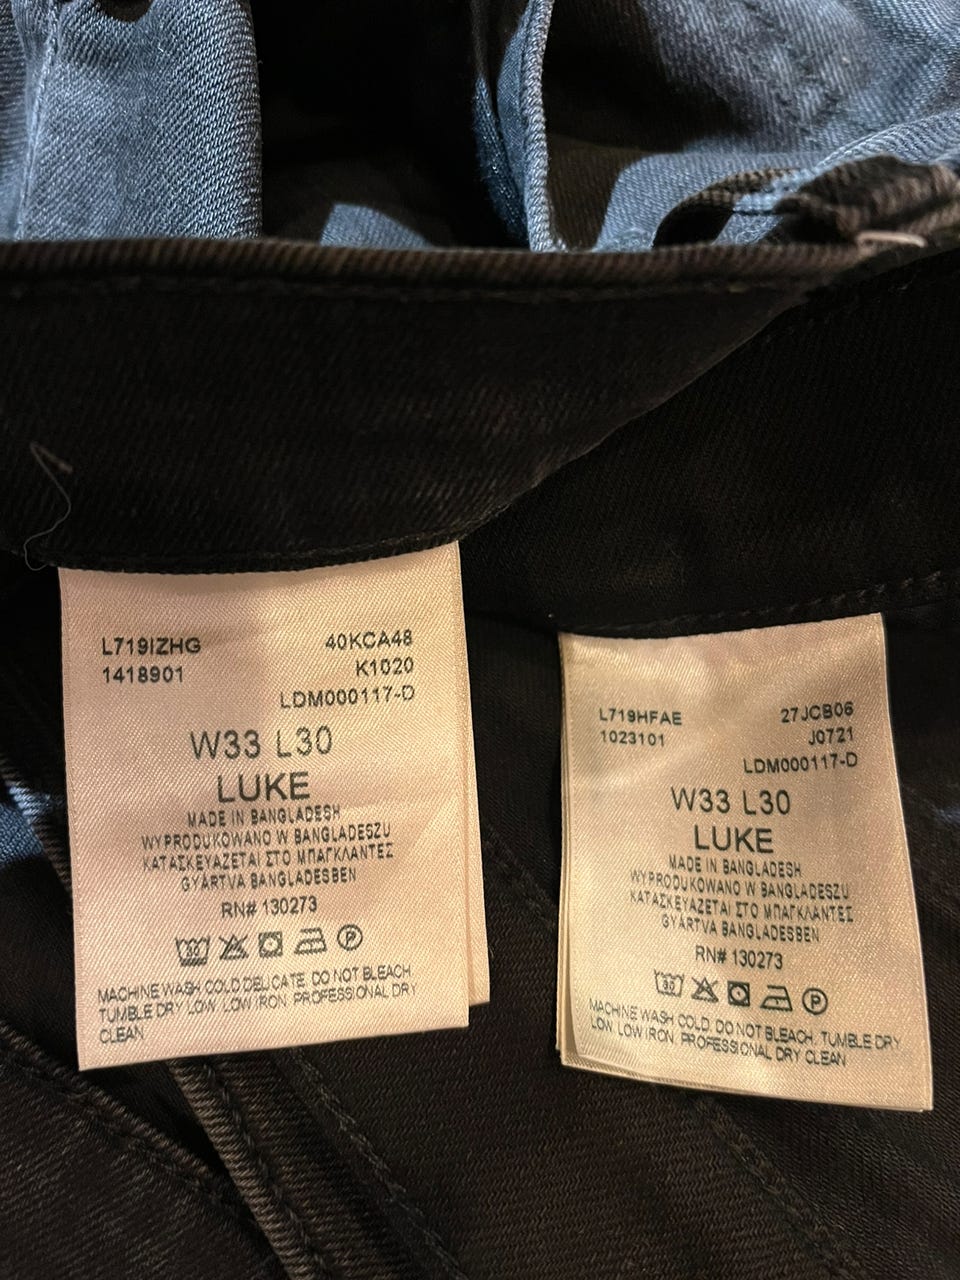 L719IZHG 40KCA48
1418901 K1020
LDM000117-D
W33 L30
LUKE
MADE IN BANGLADESH
WYPRODUKOWANO W BANGLADESZU
ΚΑΤΑΣΚΕΥΑΖΕΤΑΙ ΣΤΟ ΜΠΑΓΚΛΑΝΤΕΣ
GYÁRTVA BANGLADESBEN
RN# 130273
30
P
MACHINE WASH COLD DELICATE. DO NOT BLEACH.
TUMBLE DRY LOW. LOW IRON. PROFESSIONAL DRY
CLEAN
L719HFAE 27JCB06
1023101 J0721
LDM000117-D
W33 L30
LUKE
MADE IN BANGLADESH
WYPRODUKOWANO W BANGLADESZU
ΚΑΤΑΣΚΕΥΑΖΕΤΑΙ ΣΤΟ ΜΠΑΓΚΛΑΝΤΕΣ
GYÁRTVA BANGLADESBEN
RN# 130273
30
P
MACHINE WASH COLD. DO NOT BLEACH. TUMBLE DRY
LOW. LOW IRON. PROFESSIONAL DRY CLEAN